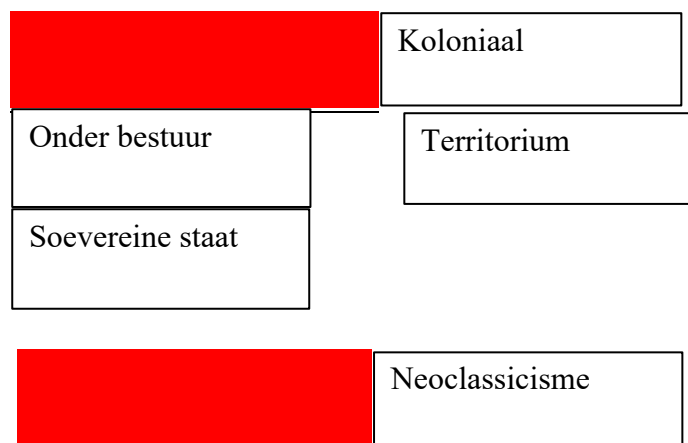 Koloniaal
Onder bestuur
Territorium
Soevereine staat
Neoclassicisme